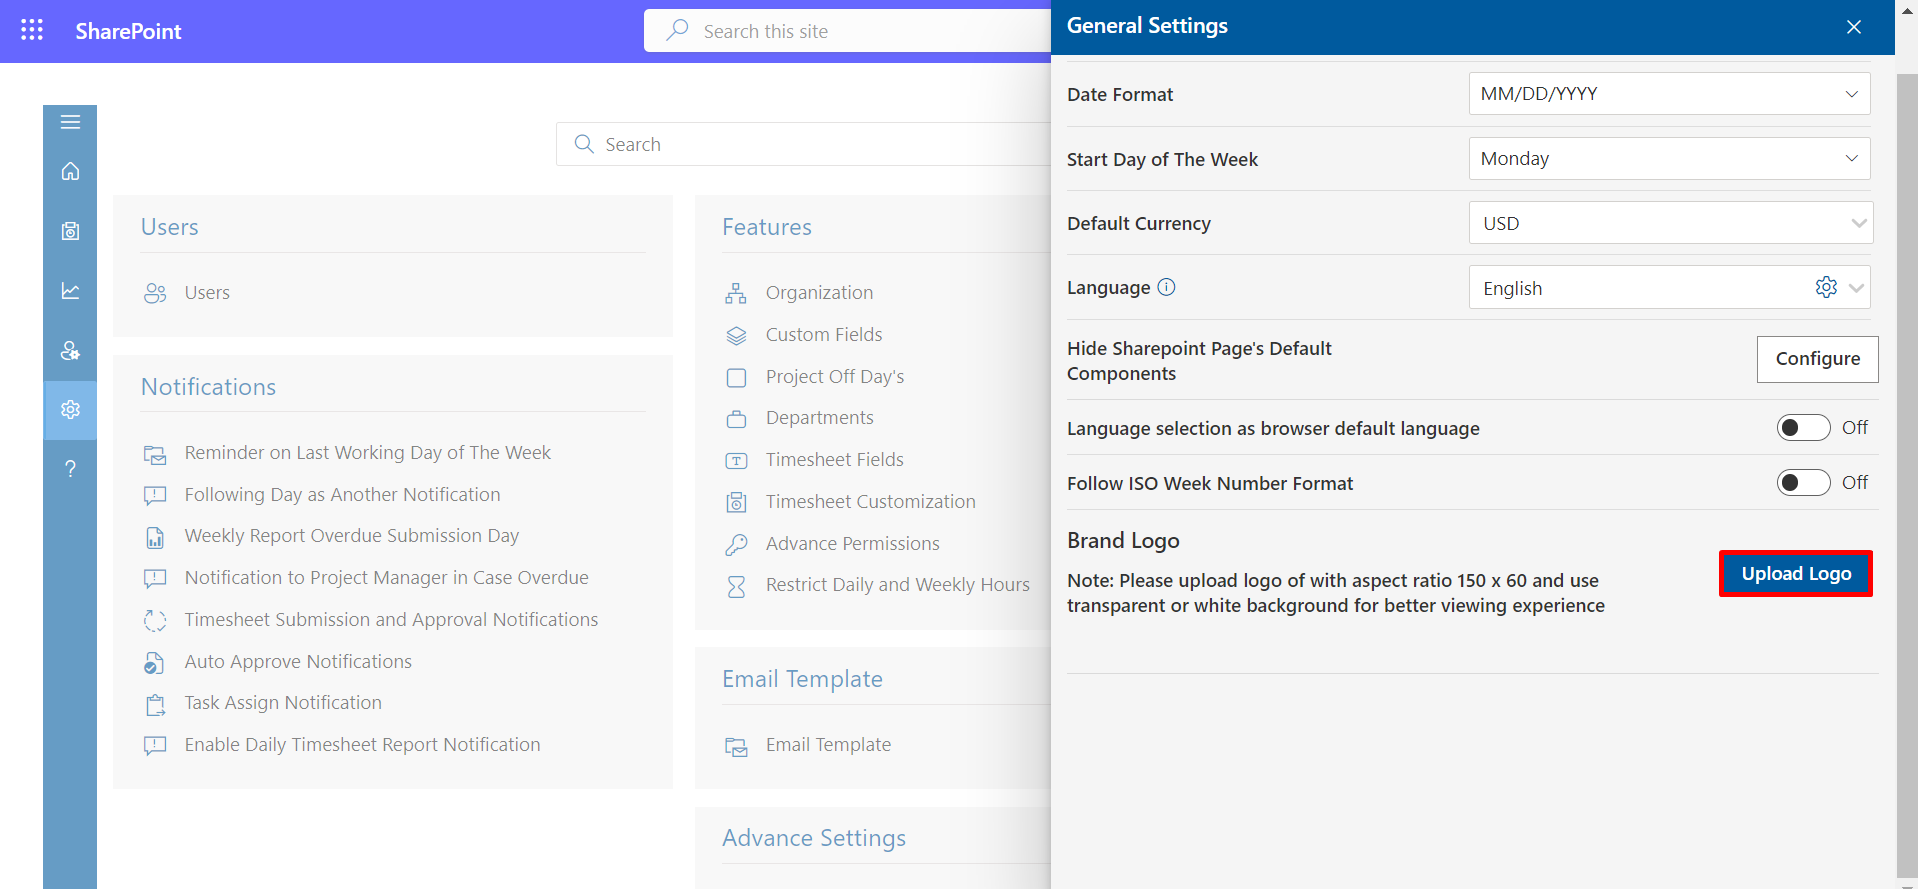 SharePoint
Search this site
Search
Users
Users
Notifications
Reminder on Last Working Day of The Week
Following Day as Another Notification
Weekly Report Overdue Submission Day
Notification to Project Manager in Case Overdue
Timesheet Submission and Approval Notifications
Auto Approve Notifications
Task Assign Notification
Enable Daily Timesheet Report Notification
Features
Organization
Custom Fields
Project Off Day's
Departments
Timesheet Fields
Timesheet Customization
Advance Permissions
Restrict Daily and Weekly Hours
Email Template
Email Template
Advance Settings
General Settings
Date Format
MM/DD/YYYY
Start Day of The Week
Monday
Default Currency
USD
Language
English
Hide Sharepoint Page's Default
Components
Configure
Language selection as browser default language
Off
Follow ISO Week Number Format
Off
Brand Logo
Note: Please upload logo of with aspect ratio 150 x 60 and use
transparent or white background for better viewing experience
Upload Logo